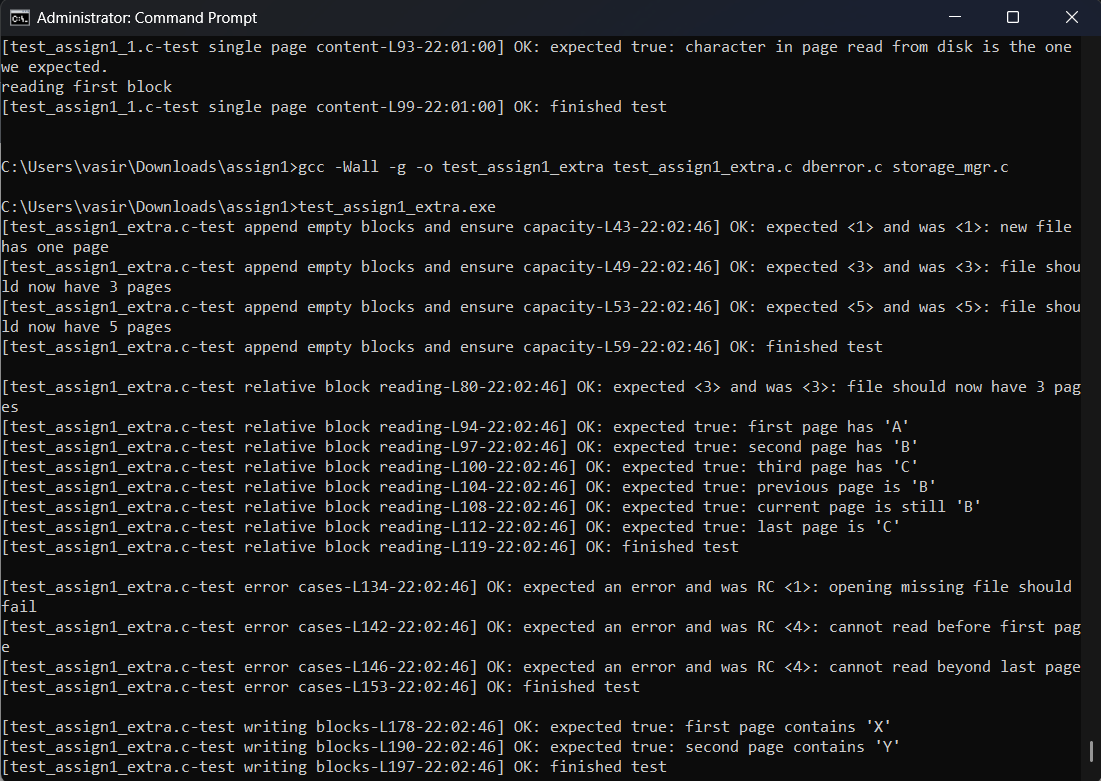 Administrator: Command Prompt
[test_assign1_1.c-test single page content-L93-22:01:00] OK: expected true: character in page read from disk is the one
we expected.
reading first block
[test_assign1_1.c-test single page content-L99-22:01:00] OK: finished test
C:\Users\vasir\Downloads\assign1>gcc -Wall -g -o test_assign1_extra test_assign1_extra.c dberror.c storage_mgr.c
C:\Users\vasir\Downloads\assign1>test_assign1_extra.exe
[test_assign1_extra.c-test append empty blocks and ensure capacity-L43-22:02:46] OK: expected <1> and was <1>: new file
has one page
[test_assign1_extra.c-test append empty blocks and ensure capacity-L49-22:02:46] OK: expected <3> and was <3>: file shou
ld now have 3 pages
[test_assign1_extra.c-test append empty blocks and ensure capacity-L53-22:02:46] OK: expected <5> and was <5>: file shou
ld now have 5 pages
[test_assign1_extra.c-test append empty blocks and ensure capacity-L59-22:02:46] OK: finished test
[test_assign1_extra.c-test relative block reading-L80-22:02:46] OK: expected <3> and was <3>: file should now have 3 pag
es
[test_assign1_extra.c-test relative block reading-L94-22:02:46] OK: expected true: first page has 'A'
[test_assign1_extra.c-test relative block reading-L97-22:02:46] OK: expected true: second page has 'B'
[test_assign1_extra.c-test relative block reading-L100-22:02:46] OK: expected true: third page has 'C'
[test_assign1_extra.c-test relative block reading-L104-22:02:46] OK: expected true: previous page is 'B'
[test_assign1_extra.c-test relative block reading-L108-22:02:46] OK: expected true: current page is still 'B'
[test_assign1_extra.c-test relative block reading-L112-22:02:46] OK: expected true: last page is 'C'
[test_assign1_extra.c-test relative block reading-L119-22:02:46] OK: finished test
[test_assign1_extra.c-test error cases-L134-22:02:46] OK: expected an error and was RC <1>: opening missing file should
fail
[test_assign1_extra.c-test error cases-L142-22:02:46] OK: expected an error and was RC <4>: cannot read before first pag
e
[test_assign1_extra.c-test error cases-L146-22:02:46] OK: expected an error and was RC <4>: cannot read beyond last page
[test_assign1_extra.c-test error cases-L153-22:02:46] OK: finished test
[test_assign1_extra.c-test writing blocks-L178-22:02:46] OK: expected true: first page contains 'X'
[test_assign1_extra.c-test writing blocks-L190-22:02:46] OK: expected true: second page contains 'Y'
[test_assign1_extra.c-test writing blocks-L197-22:02:46] OK: finished test